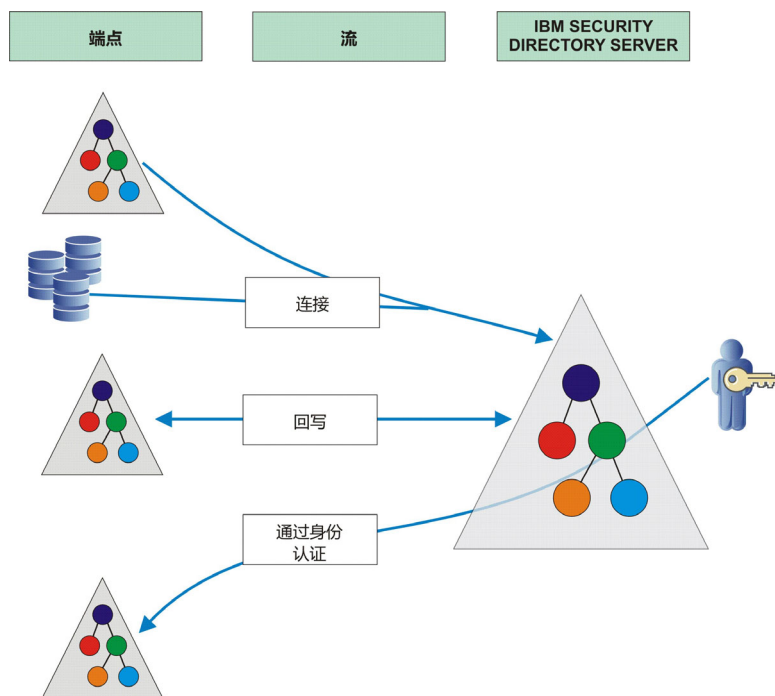 端点
流
IBM SECURITY
DIRECTORY SERVER
连接
回写
通过身份
认证